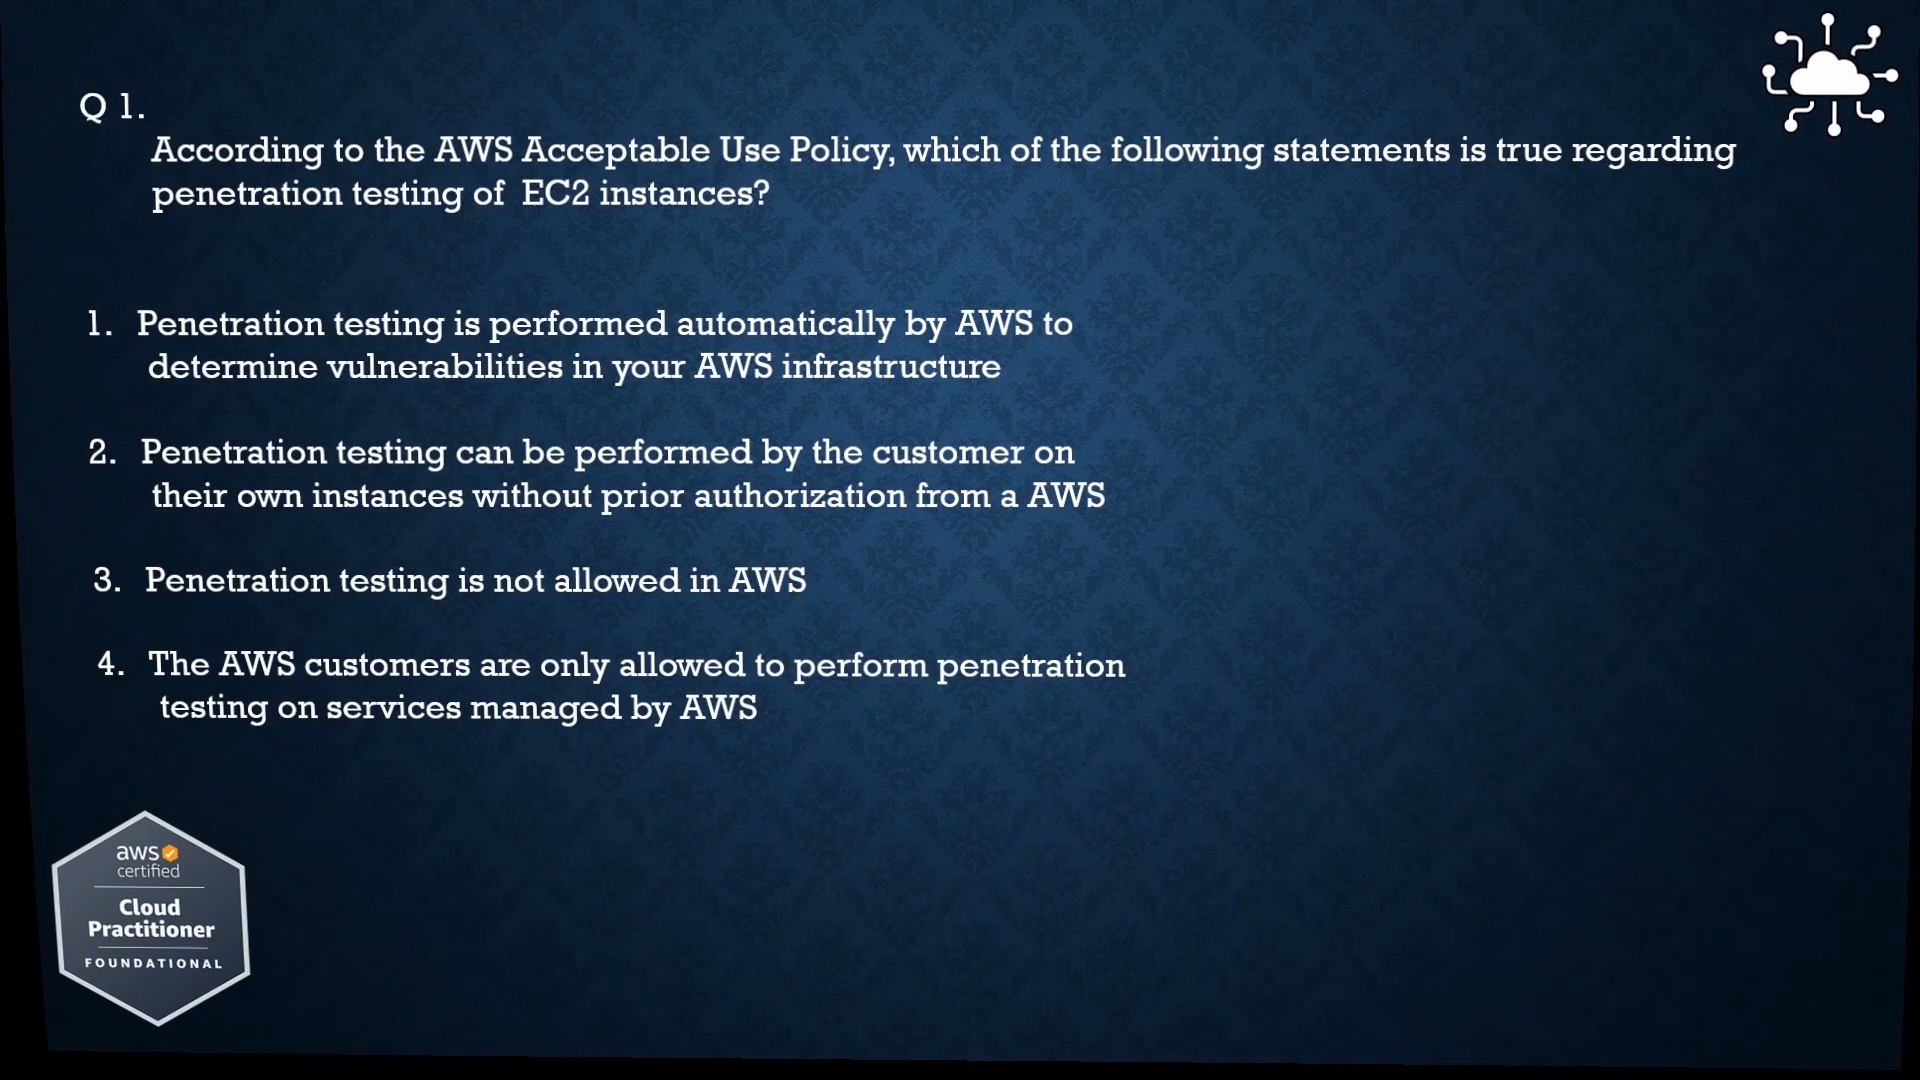 Q 1.
According to the AWS Acceptable Use Policy, which of the following statements is true regarding
penetration testing of EC2 instances?
1. Penetration testing is performed automatically by AWS to
determine vulnerabilities in your AWS infrastructure
2. Penetration testing can be performed by the customer on
their own instances without prior authorization from a AWS
3. Penetration testing is not allowed in AWS
4. The AWS customers are only allowed to perform penetration
testing on services managed by AWS
aws
certified
Cloud
Practitioner
FOUNDATIONAL